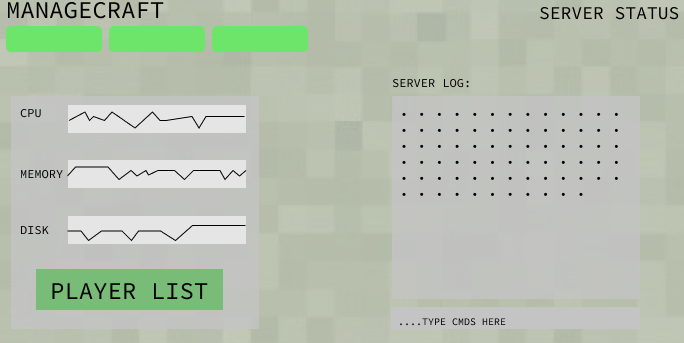 MANAGECRAFT
SERVER STATUS
SERVER LOG:
CPU
MEMORY
DISK
PLAYER LIST
....TYPE CMDS HERE